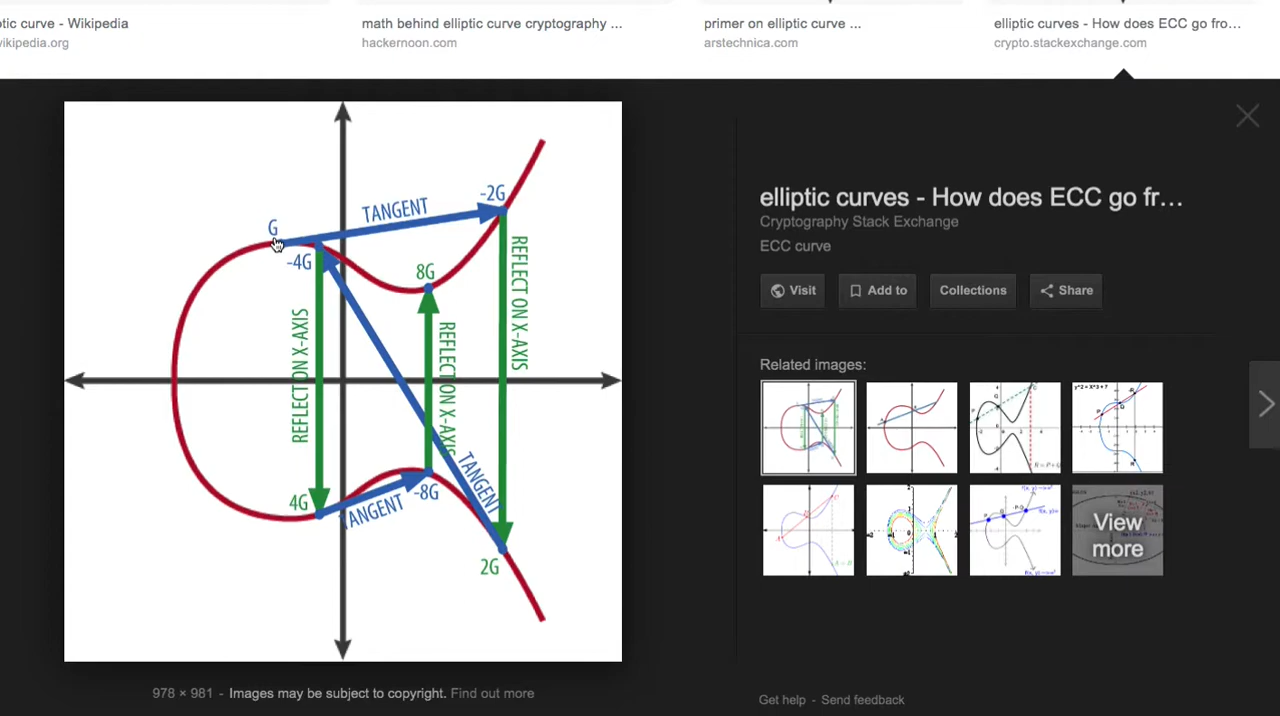 ptic curve - Wikipedia
wikipedia.org
math behind elliptic curve cryptography ...
hackernoon.com
primer on elliptic curve ...
arstechnica.com
elliptic curves - How does ECC go fro...
crypto.stackexchange.com
G
TANGENT
-2G
-4G
8G
REFLECT ON X-AXIS
REFLECT ON X-AXIS
REFLECT ON X-AXIS
4G
TANGENT
-8G
TANGENT
2G
978 × 981 - Images may be subject to copyright. Find out more
elliptic curves - How does ECC go fr...
Cryptography Stack Exchange
ECC curve
Visit
Add to
Collections
Share
Related images:
y^2 = x^3 + 7
View
more
Get help - Send feedback